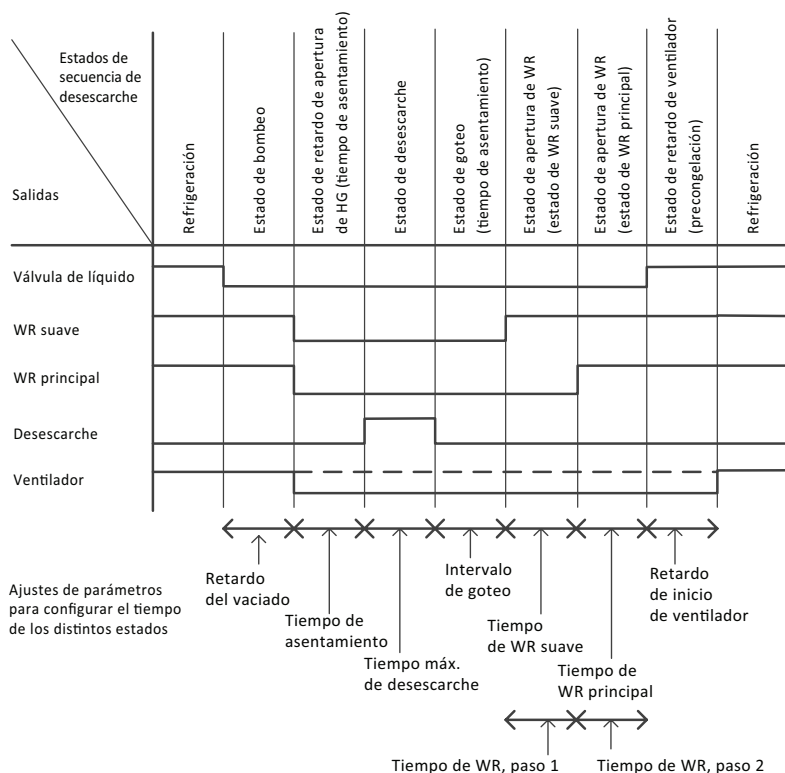 Estados de
secuencia de
desescarche
Salidas
Refrigeración
Estado de bombeo
Estado de retardo de apertura
de HG (tiempo de asentamiento)
Estado de desescarche
Estado de goteo
(tiempo de asentamiento)
Estado de apertura de WR
(estado de WR suave)
Estado de apertura de WR
(estado de WR principal)
Estado de retardo de ventilador
(precongelación)
Refrigeración
Válvula de líquido
WR suave
WR principal
Desescarche
Ventilador
Ajustes de parámetros
para configurar el tiempo
de los distintos estados
Retardo
del vaciado
Tiempo de
asentamiento
Tiempo máx.
de desescarche
Intervalo
de goteo
Tiempo
de WR suave
Tiempo de
WR principal
Retardo
de inicio
de ventilador
Tiempo de WR, paso 1
Tiempo de WR, paso 2